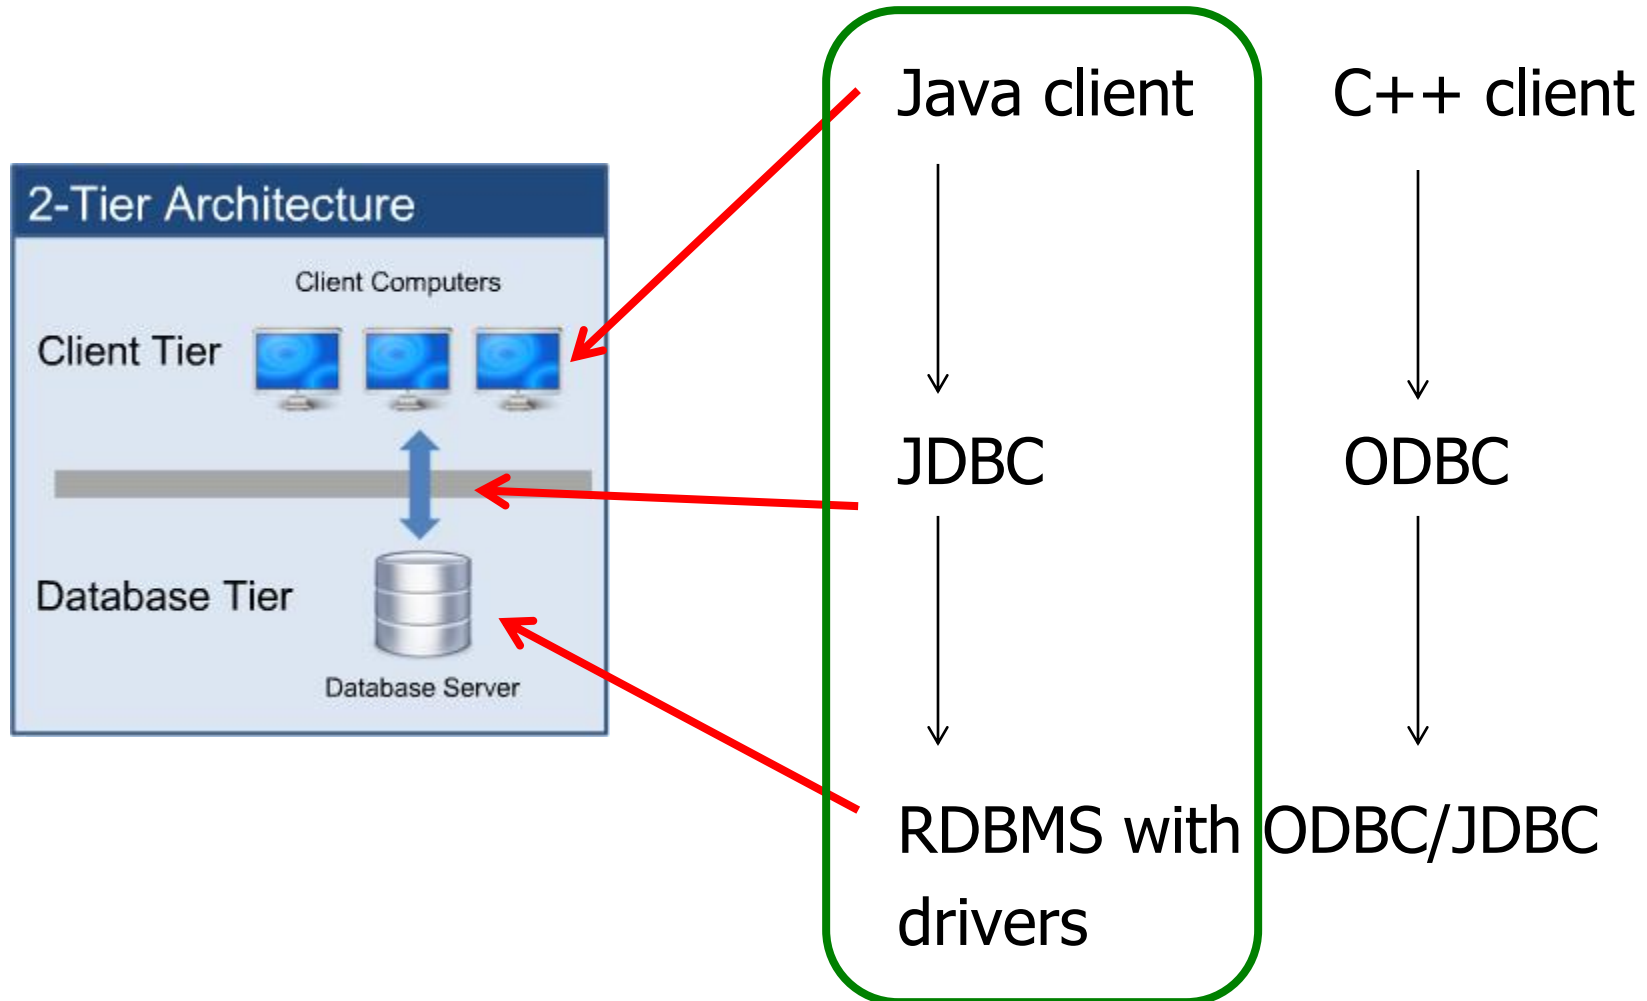 2-Tier Architecture
Client Computers
Client Tier
Database Tier
Database Server
Java client
C++ client
JDBC
ODBC
RDBMS with ODBC/JDBC
drivers